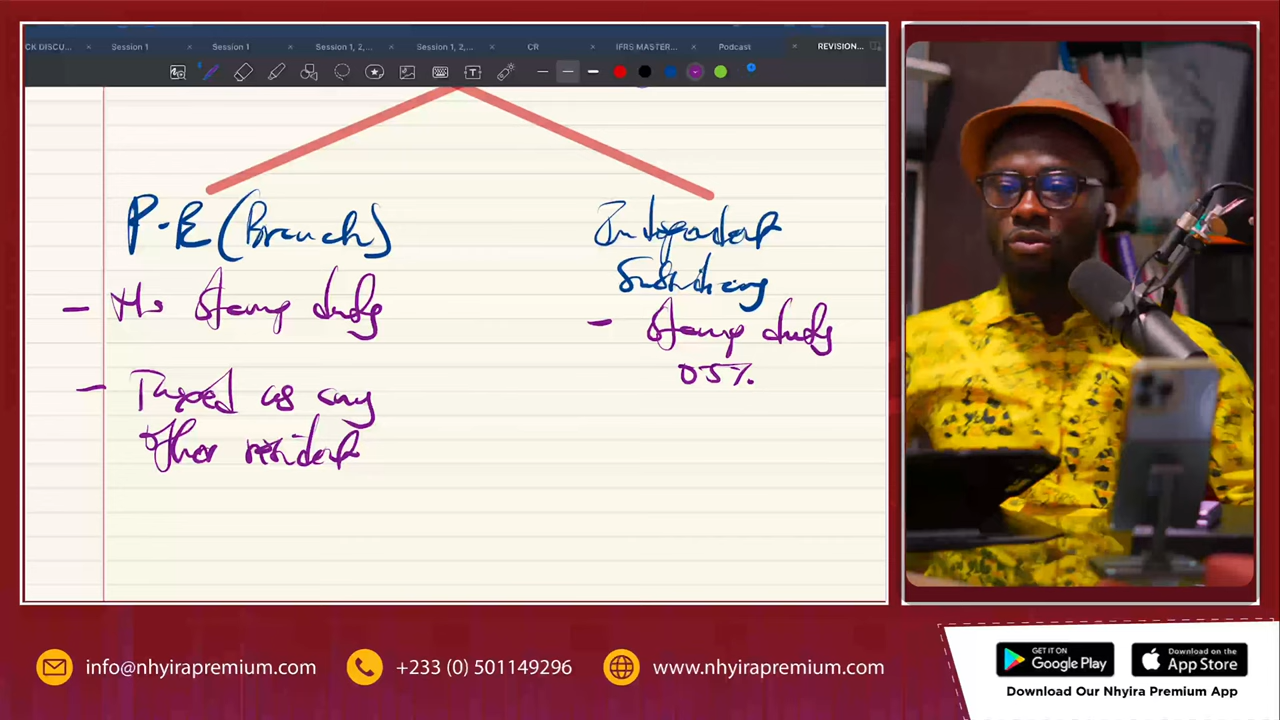 CK DISCU...
Session 1
Session 1
Session 1, 2,...
Session 1, 2,...
CR
IFRS MASTER...
Podcast
REVISION...
P.E (Branch)
- No stamp duty
- Taxed as any
other resident
Independent
Subsidiary
- Stamp duty
05%
info@nhyirapremium.com
+233 (0) 501149296
www.nhyirapremium.com
GET IT ON
Google Play
Download on the
App Store
Download Our Nhyira Premium App